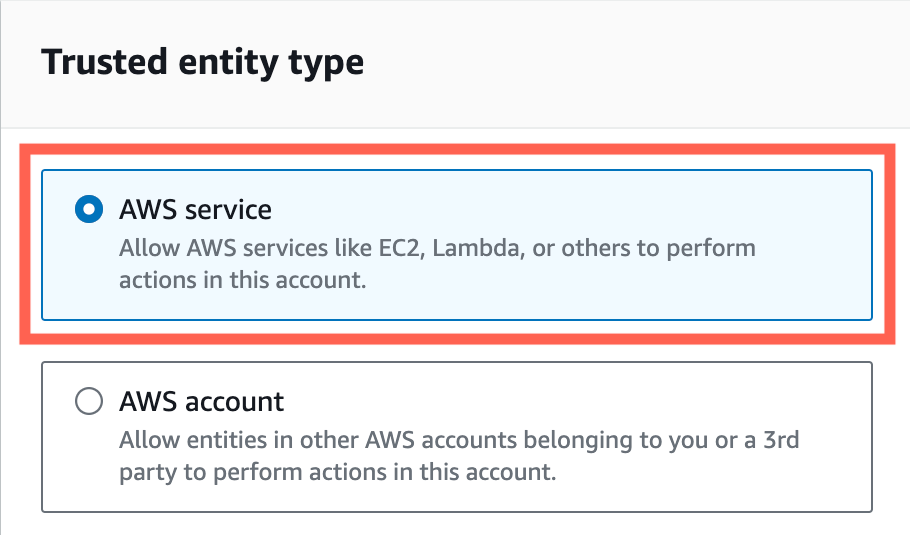 Trusted entity type
AWS service
Allow AWS services like EC2, Lambda, or others to perform
actions in this account.
AWS account
Allow entities in other AWS accounts belonging to you or a 3rd
party to perform actions in this account.